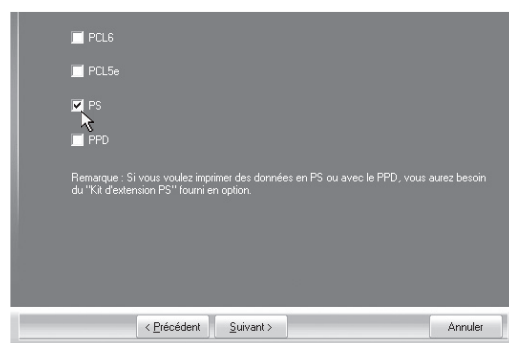 PCL6
PCL5e
PS
PPD
Remarque : Si vous voulez imprimer des données en PS ou avec le PPD, vous aurez besoin
du "Kit d'extension PS" fourni en option.
< Précédent
Suivant >
Annuler